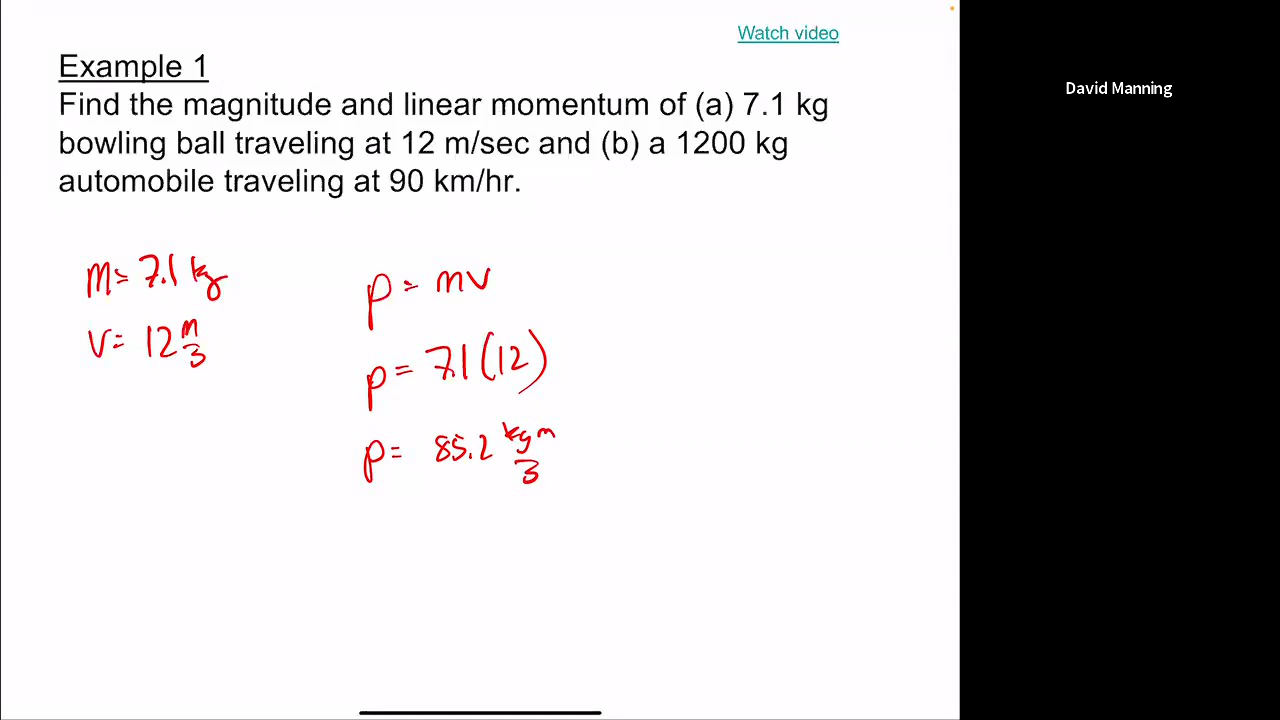 Watch video
Example 1
Find the magnitude and linear momentum of (a) 7.1 kg
bowling ball traveling at 12 m/sec and (b) a 1200 kg
automobile traveling at 90 km/hr.
m= 7.1 kg
v= 12 m/s
p = mv
p = 7.1(12)
p= 85.2 kg m/s
David Manning